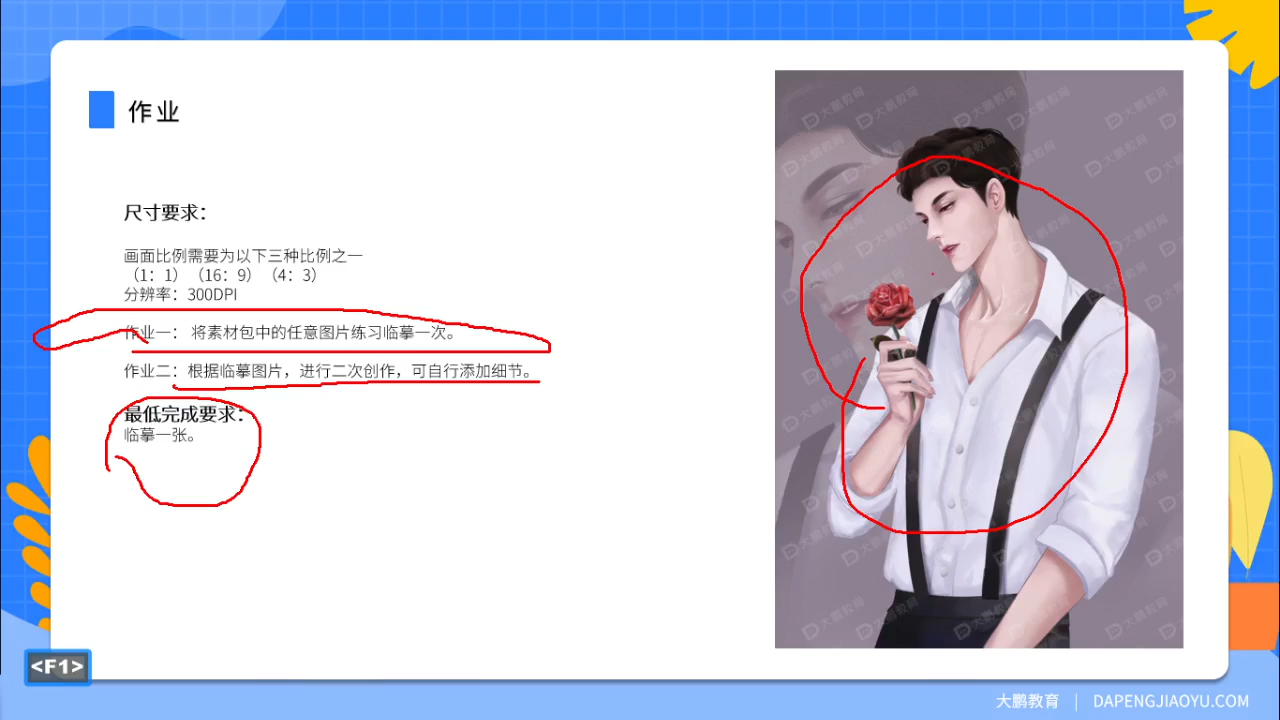 作业
尺寸要求：
画面比例需要为以下三种比例之一
（1：1）（16：9）（4：3）
分辨率：300DPI
作业一： 将素材包中的任意图片练习临摹一次。
作业二：根据临摹图片，进行二次创作，可自行添加细节。
最低完成要求：
临摹一张。
大鹏教育
<F1>
大鹏教育 | DAPENGJIAOYU.COM